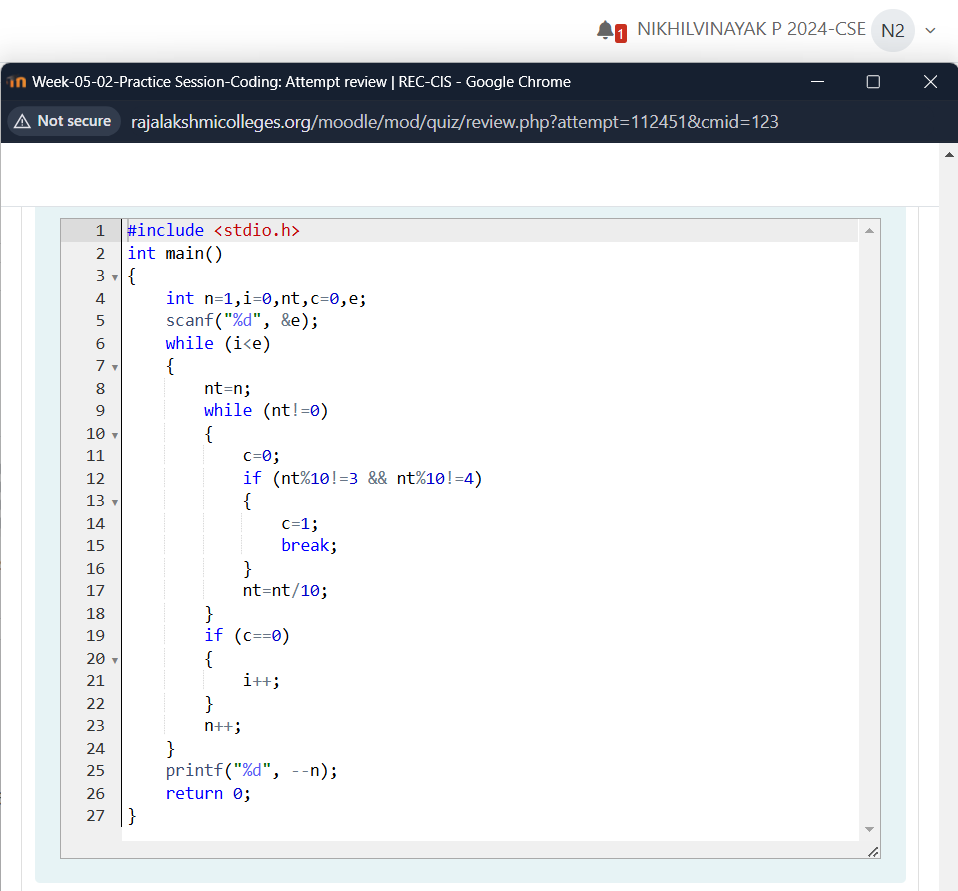 1 NIKHILVINAYAK P 2024-CSE N2
Week-05-02-Practice Session-Coding: Attempt review | REC-CIS - Google Chrome
Not secure rajalakshmicolleges.org/moodle/mod/quiz/review.php?attempt=112451&cmid=123
1 #include <stdio.h>
2 int main()
3 {
4     int n=1,i=0,nt,c=0,e;
5     scanf("%d", &e);
6     while (i<e)
7     {
8         nt=n;
9         while (nt!=0)
10         {
11             c=0;
12             if (nt%10!=3 && nt%10!=4)
13             {
14                 c=1;
15                 break;
16             }
17             nt=nt/10;
18         }
19         if (c==0)
20         {
21             i++;
22         }
23         n++;
24     }
25     printf("%d", --n);
26     return 0;
27 }